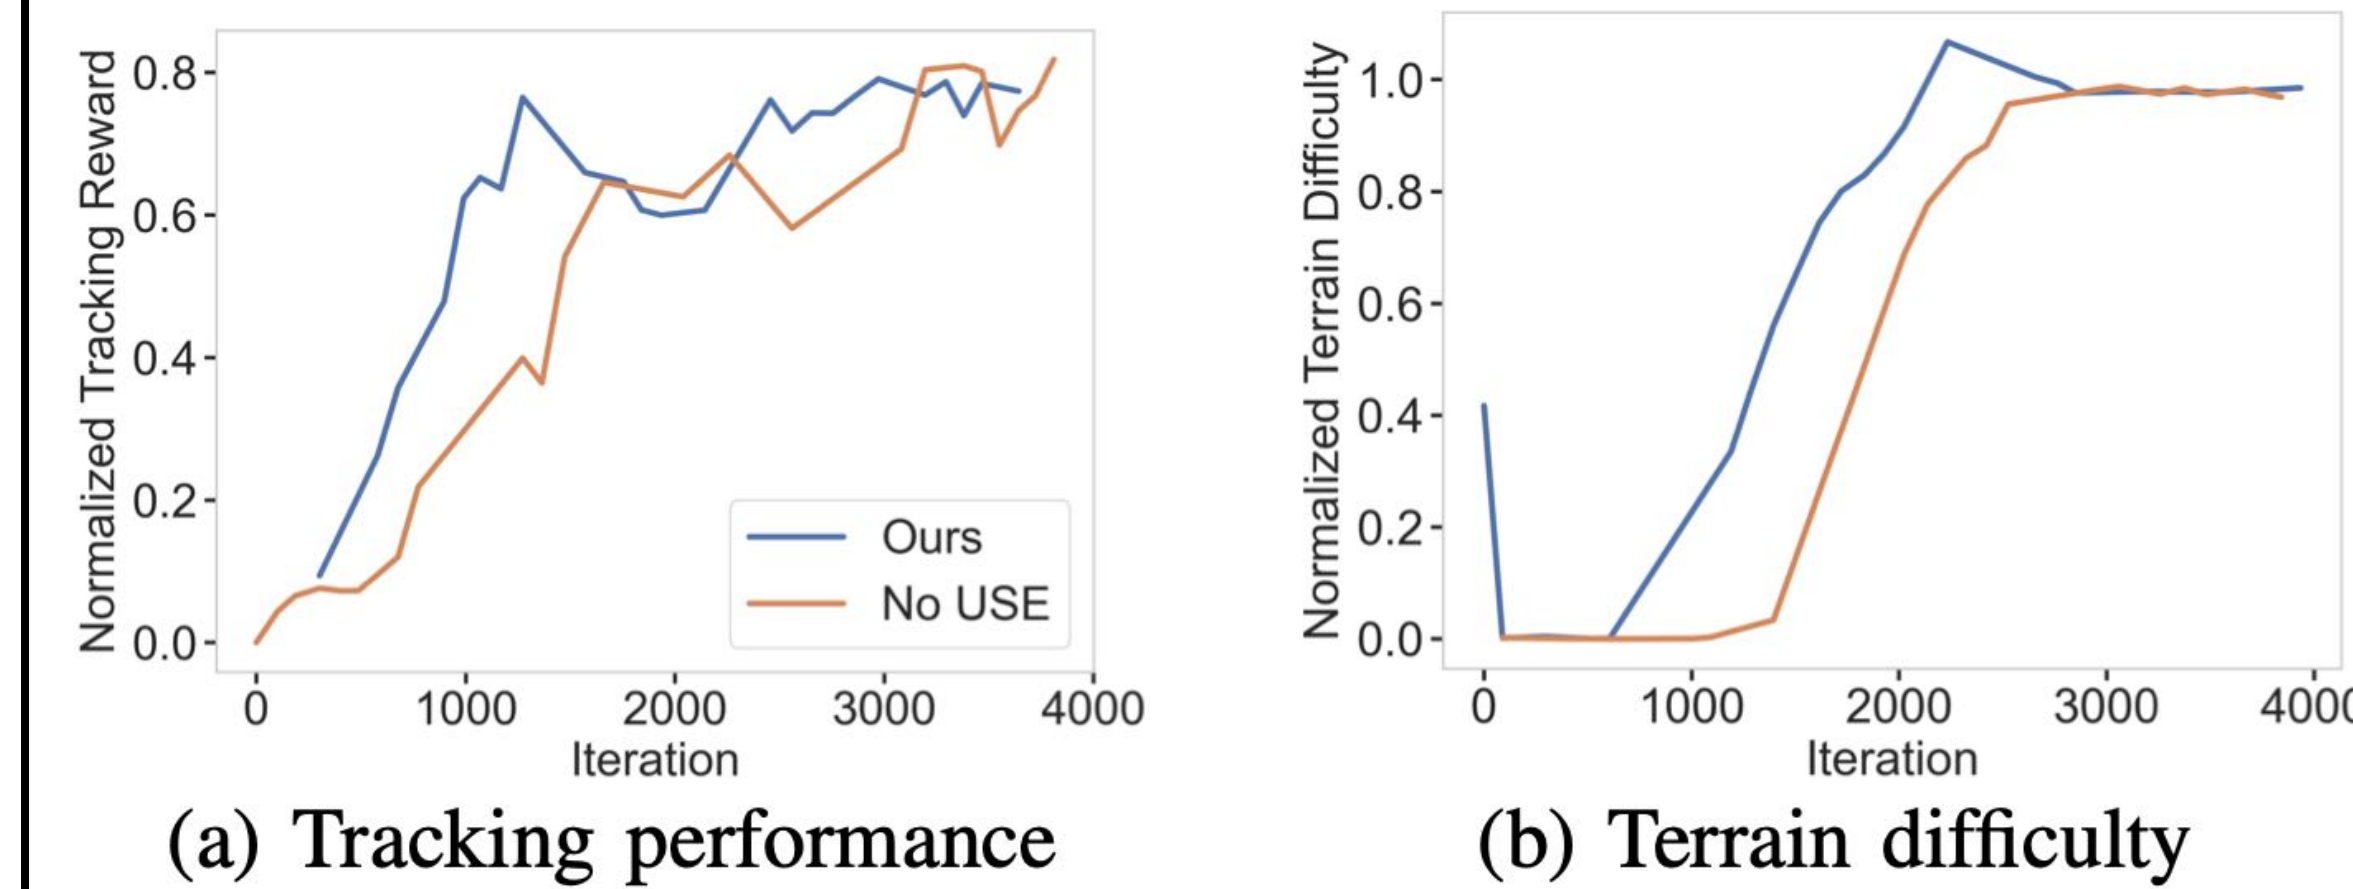 Normalized Tracking Reward
0.8
0.6
0.4
0.2
0.0
Ours
No USE
0 1000 2000 3000 4000
Iteration
(a) Tracking performance
Normalized Terrain Difficulty
1.0
0.8
0.6
0.4
0.2
0.0
0 1000 2000 3000 400
Iteration
(b) Terrain difficulty